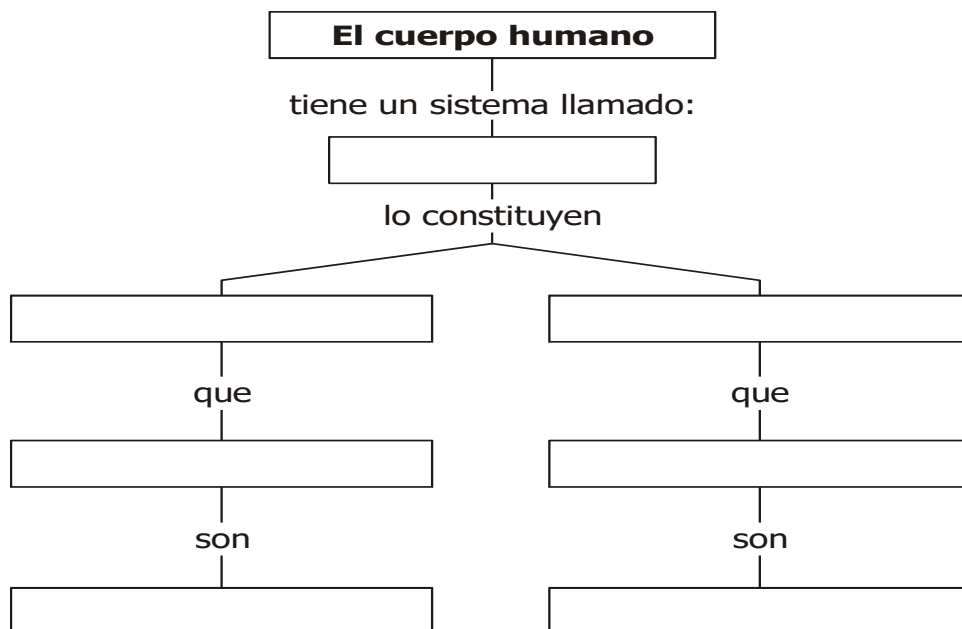 El cuerpo humano
tiene un sistema llamado:
lo constituyen
que
que
son
son